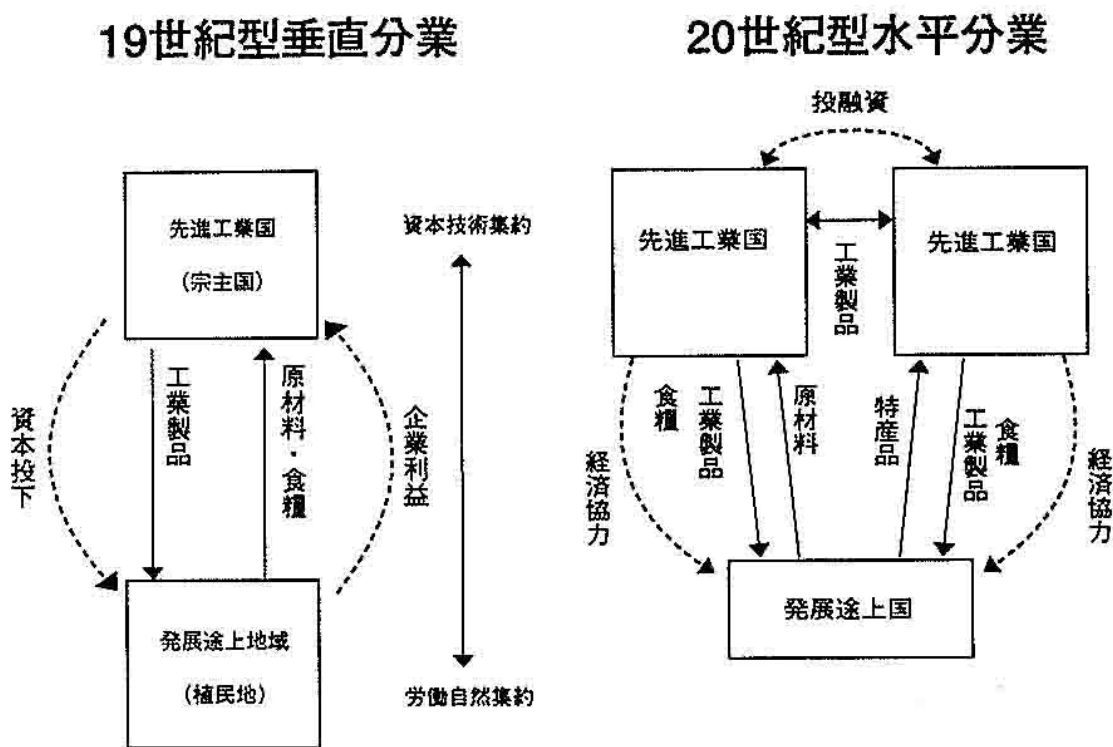 19世紀型垂直分業
先進工業国
(宗主国)
資本投下
工業製品
原材料・食糧
企業利益
発展途上地域
(植民地)
資本技術集約
労働自然集約
20世紀型水平分業
投融資
先進工業国
先進工業国
工業製品
経済協力
食糧
工業製品
原材料
特産品
工業製品
食糧
経済協力
発展途上国